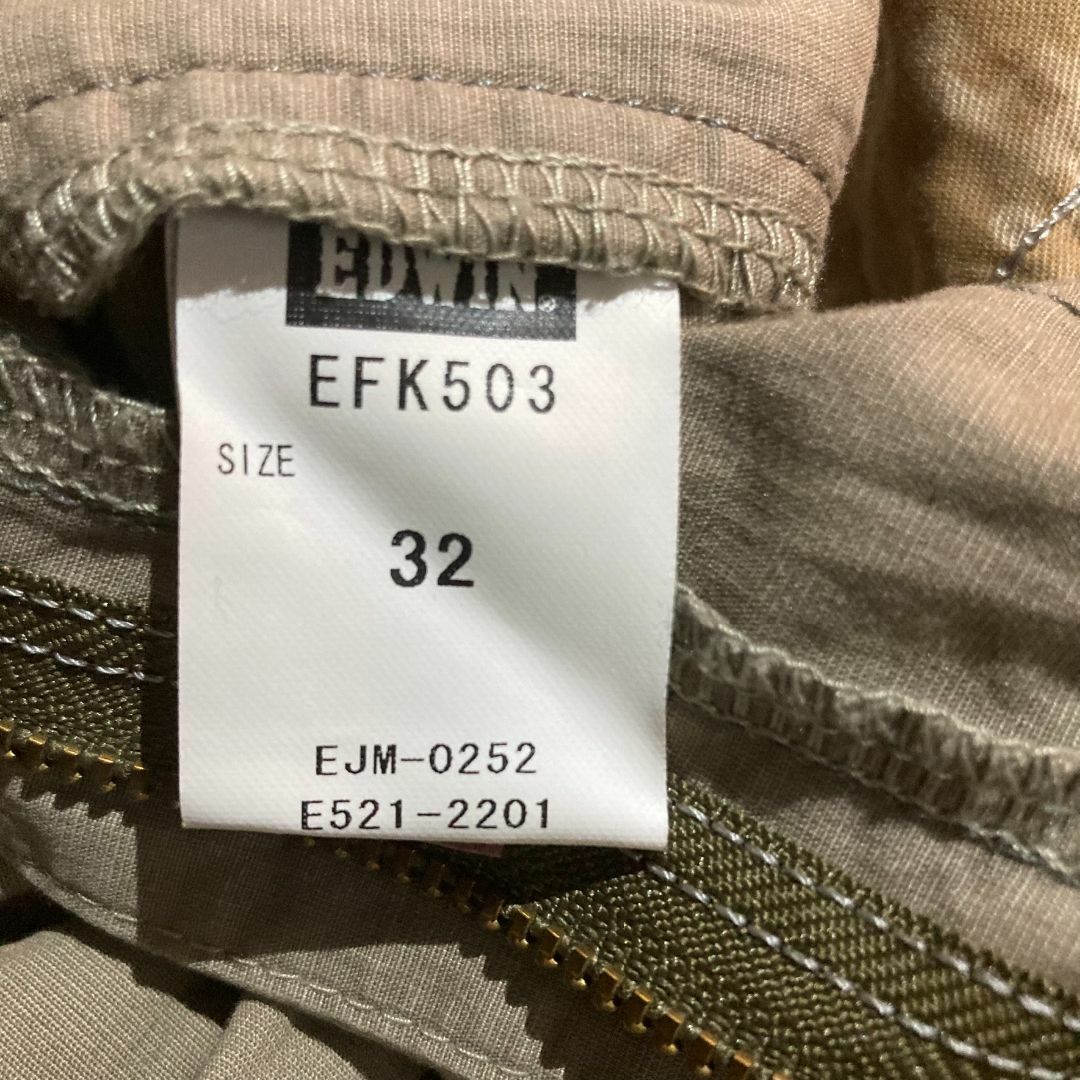 EDWIN®
EFK503
SIZE
32
EJM-0252
E521-2201